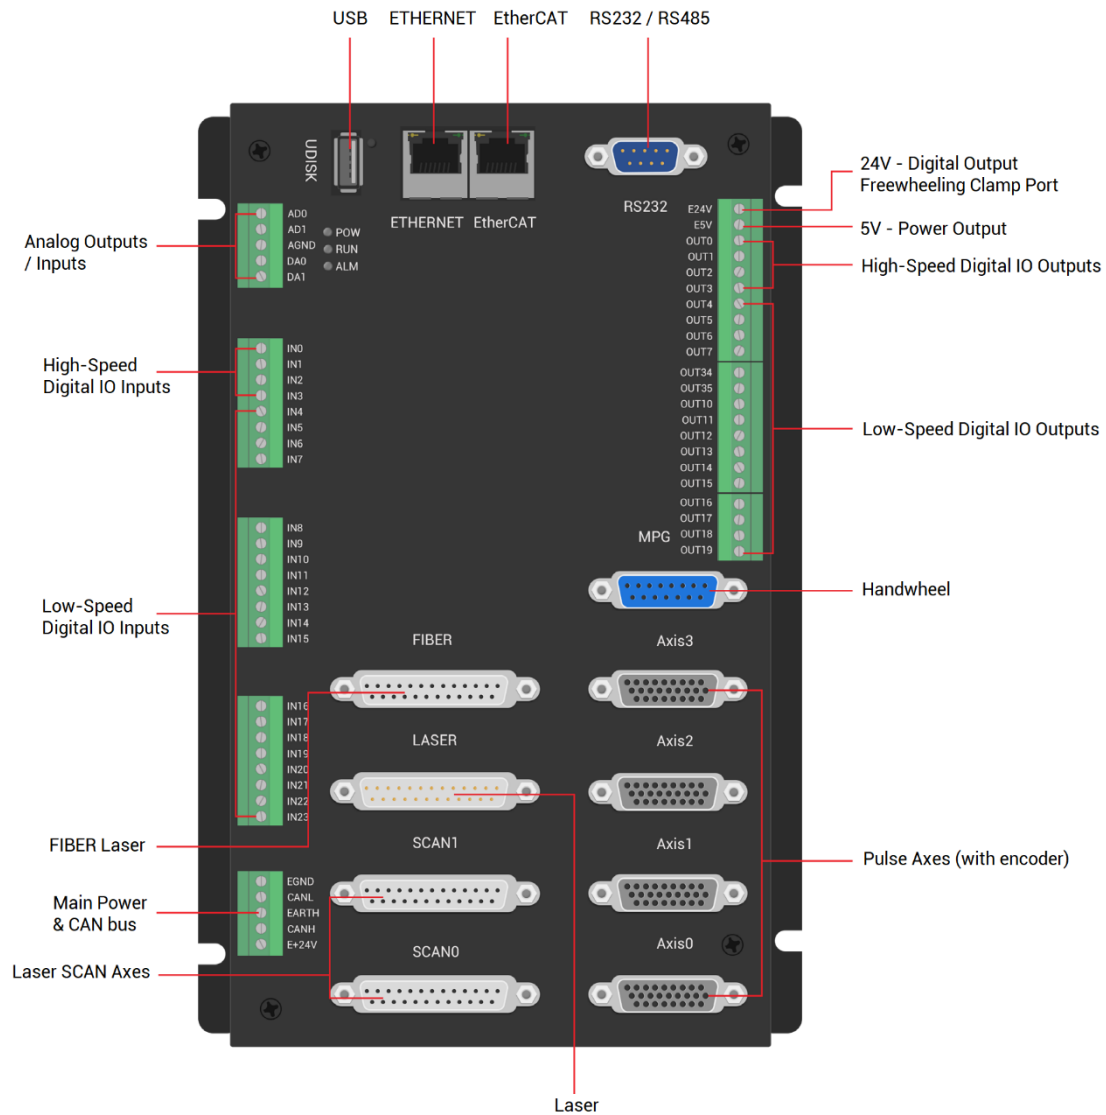 USB
ETHERNET
EtherCAT
RS232 / RS485
UDISK
ETHERNET
EtherCAT
RS232
POW
RUN
ALM
Analog Outputs
/ Inputs
AD0
AD1
AGND
DA0
DA1
High-Speed
Digital IO Inputs
IN0
IN1
IN2
IN3
IN4
IN5
IN6
IN7
Low-Speed
Digital IO Inputs
IN8
IN9
IN10
IN11
IN12
IN13
IN14
IN15
IN16
IN17
IN18
IN19
IN20
IN21
IN22
IN23
FIBER Laser
Main Power
& CAN bus
EGND
CANL
EARTH
CANH
E+24V
Laser SCAN Axes
FIBER
LASER
SCAN1
SCAN0
Laser
24V - Digital Output
Freewheeling Clamp Port
5V - Power Output
High-Speed Digital IO Outputs
Low-Speed Digital IO Outputs
E24V
E5V
OUT0
OUT1
OUT2
OUT3
OUT4
OUT5
OUT6
OUT7
OUT34
OUT35
OUT10
OUT11
OUT12
OUT13
OUT14
OUT15
OUT16
OUT17
OUT18
OUT19
MPG
Handwheel
Axis3
Axis2
Axis1
Axis0
Pulse Axes (with encoder)